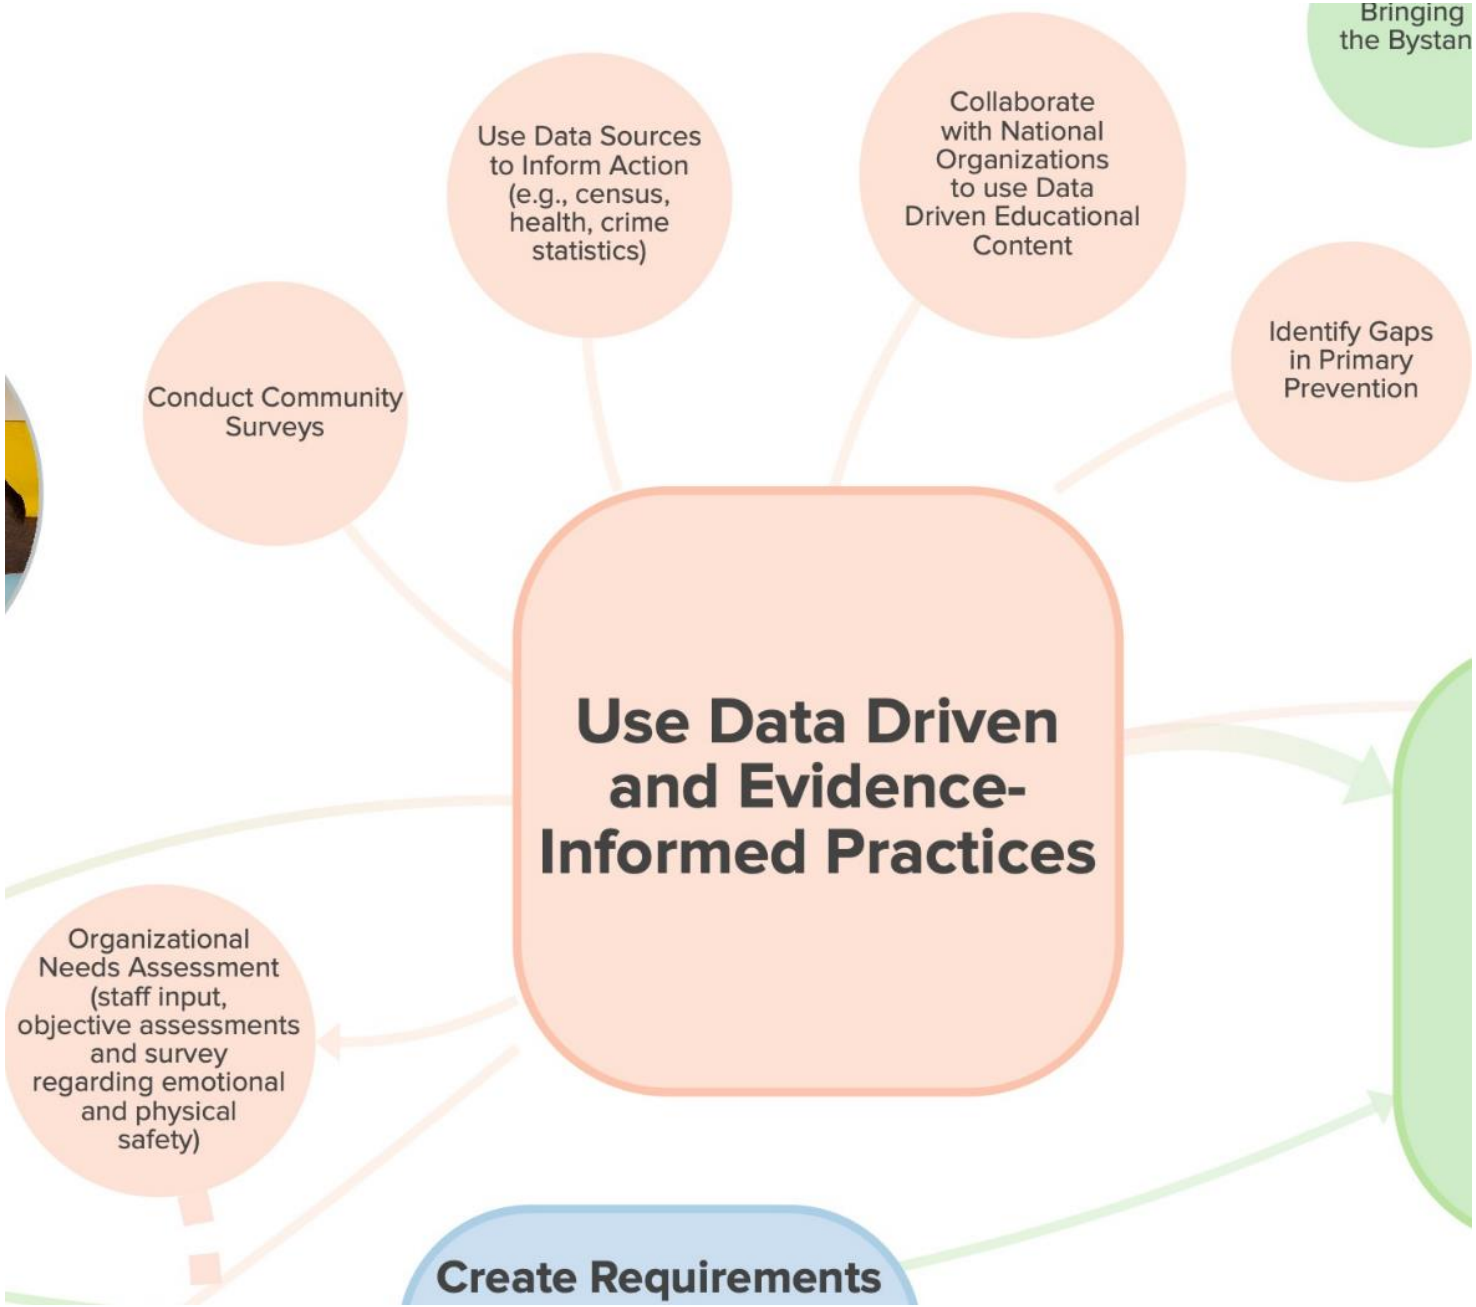 Bringing
the Bystan
Collaborate
with National
Organizations
to use Data
Driven Educational
Content
Use Data Sources
to Inform Action
(e.g., census,
health, crime
statistics)
Identify Gaps
in Primary
Prevention
Conduct Community
Surveys
Use Data Driven
and Evidence-
Informed Practices
Organizational
Needs Assessment
(staff input,
objective assessments
and survey
regarding emotional
and physical
safety)
Create Requirements